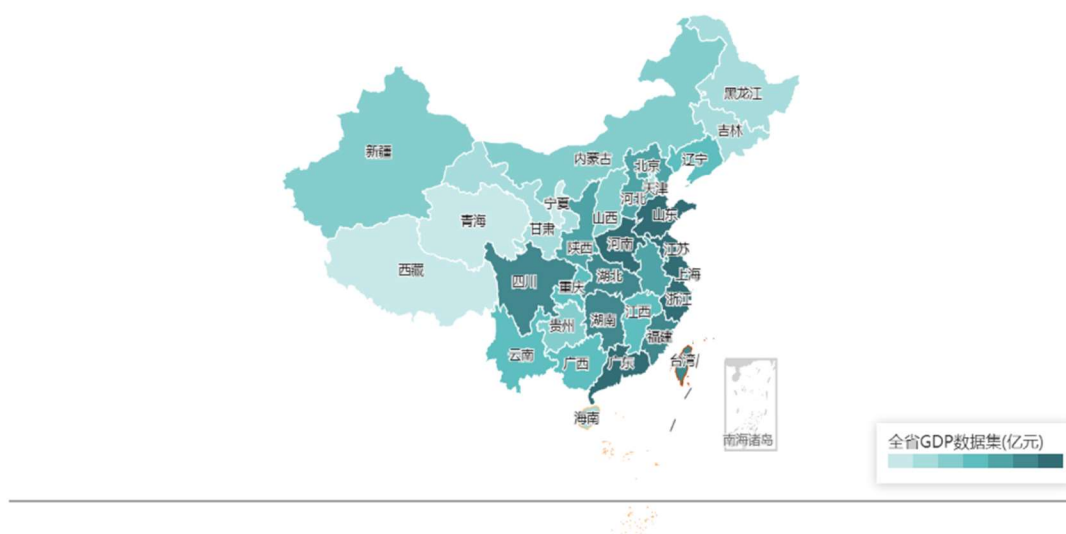 黑龙江
吉林
新疆
内蒙古
北京
辽宁
天津
宁夏
河北
山西
山东
青海
甘肃
陕西
河南
江苏
西藏
四川
湖北
上海
重庆
浙江
湖南
江西
贵州
福建
云南
广西
广东
台湾
海南
南海诸岛
全省GDP数据集(亿元)